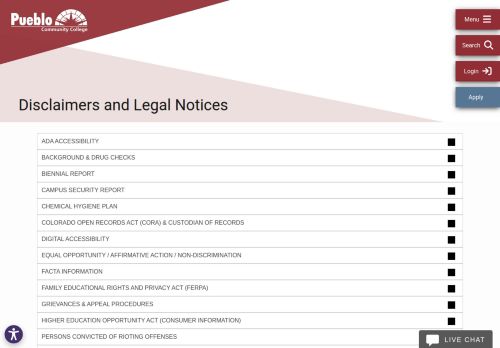 Pueblo
Community College
Menu
Search
Login
Apply
Disclaimers and Legal Notices
ADA ACCESSIBILITY
BACKGROUND & DRUG CHECKS
BIENNIAL REPORT
CAMPUS SECURITY REPORT
CHEMICAL HYGIENE PLAN
COLORADO OPEN RECORDS ACT (CORA) & CUSTODIAN OF RECORDS
DIGITAL ACCESSIBILITY
EQUAL OPPORTUNITY / AFFIRMATIVE ACTION / NON-DISCRIMINATION
FACTA INFORMATION
FAMILY EDUCATIONAL RIGHTS AND PRIVACY ACT (FERPA)
GRIEVANCES & APPEAL PROCEDURES
HIGHER EDUCATION OPPORTUNITY ACT (CONSUMER INFORMATION)
PERSONS CONVICTED OF RIOTING OFFENSES
LIVE CHAT